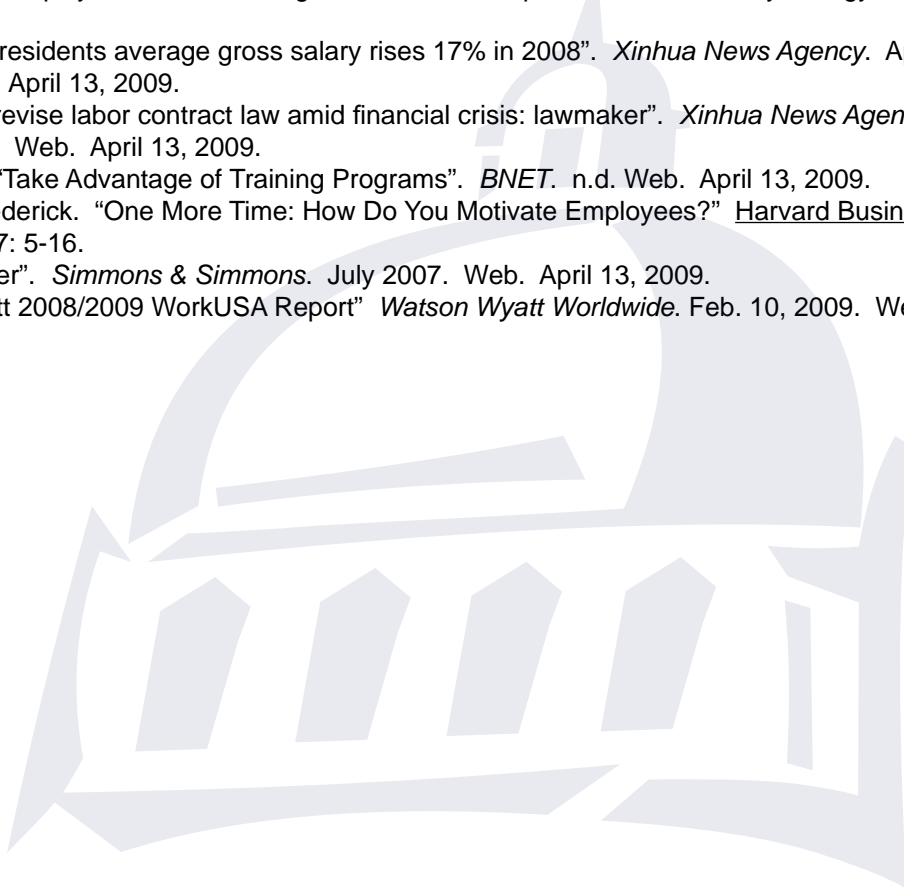 residents average gross salary rises 17% in 2008”. Xinhua News Agency. A
April 13, 2009.
revise labor contract law amid financial crisis: lawmaker”. Xinhua News Agen
Web. April 13, 2009.
“Take Advantage of Training Programs”. BNET. n.d. Web. April 13, 2009.
ederick. “One More Time: How Do You Motivate Employees?” Harvard Busin
7: 5-16.
er”. Simmons & Simmons. July 2007. Web. April 13, 2009.
tt 2008/2009 WorkUSA Report” Watson Wyatt Worldwide. Feb. 10, 2009. We